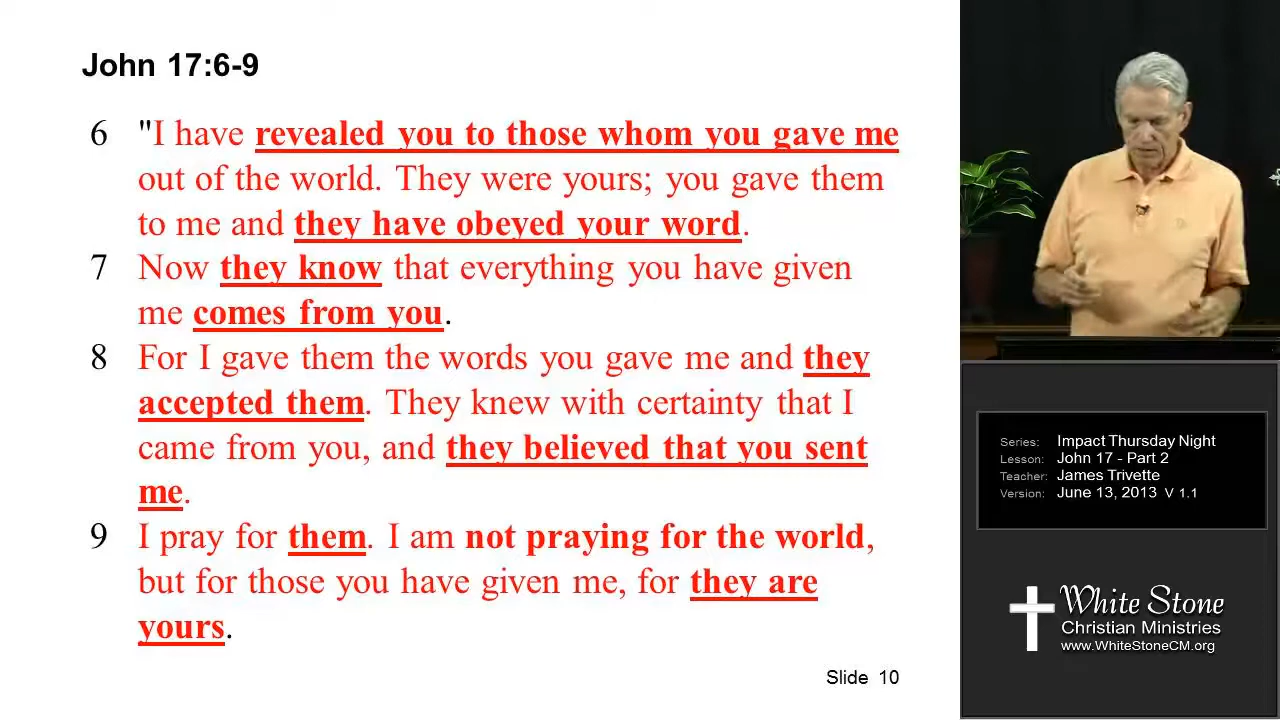 John 17:6-9
6 "I have revealed you to those whom you gave me
out of the world. They were yours; you gave them
to me and they have obeyed your word.
7 Now they know that everything you have given
me comes from you.
8 For I gave them the words you gave me and they
accepted them. They knew with certainty that I
came from you, and they believed that you sent
me.
9 I pray for them. I am not praying for the world,
but for those you have given me, for they are
yours.
Slide 10
Series: Impact Thursday Night
Lesson: John 17 - Part 2
Teacher: James Trivette
Version: June 13, 2013 V 1.1
White Stone
Christian Ministries
www.WhiteStoneCM.org